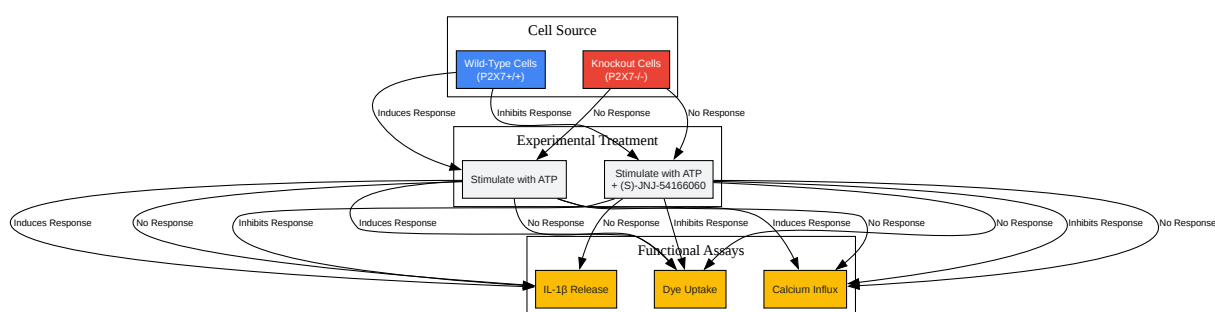 Cell Source
Wild-Type Cells
(P2X7+/+)
Knockout Cells
(P2X7-/-)
Induces Response
Inhibits Response
No Response
No Response
Experimental Treatment
Stimulate with ATP
Stimulate with ATP
+ (S)-JNJ-54166060
Induces Response
No Response
Inhibits Response
Induces Response
No Response
No Response
Inhibits Response
Induces Response
No Response
No Response
Inhibits Response
No Response
Functional Assays
IL-1β Release
Dye Uptake
Calcium Influx